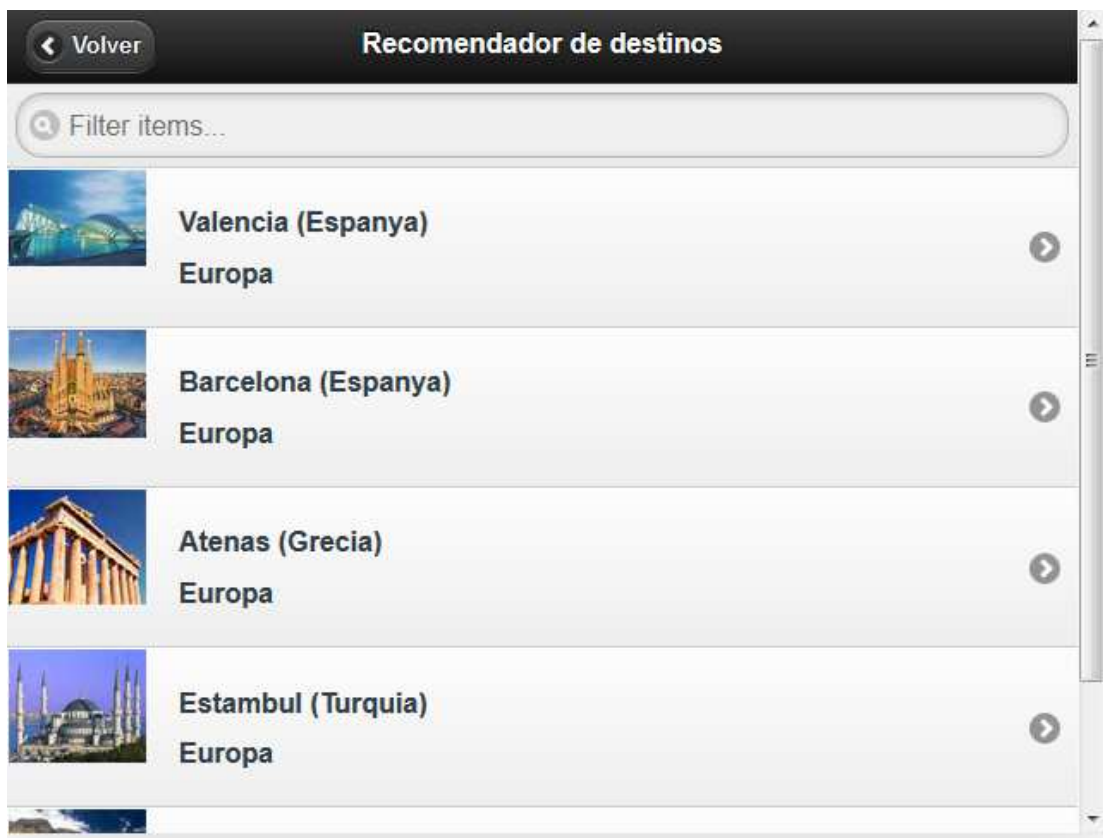 Volver
Recomendador de destinos
Filter items...
Valencia (Espanya)
Europa
Barcelona (Espanya)
Europa
Atenas (Grecia)
Europa
Estambul (Turquia)
Europa